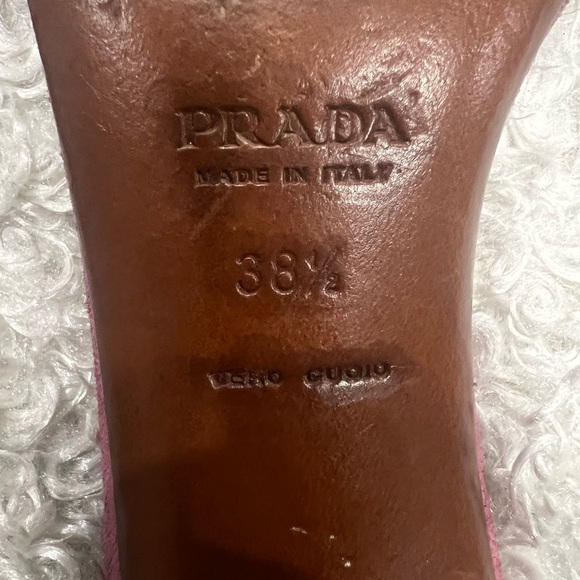 PRADA
MADE IN ITALY
38½
VERO CUOIO